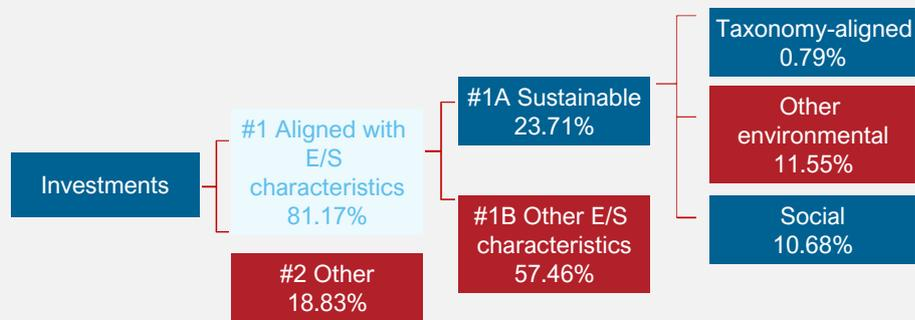 Investments
#1 Aligned with
E/S
characteristics
81.17%
#2 Other
18.83%
#1A Sustainable
23.71%
#1B Other E/S
characteristics
57.46%
Taxonomy-aligned
0.79%
Other
environmental
11.55%
Social
10.68%